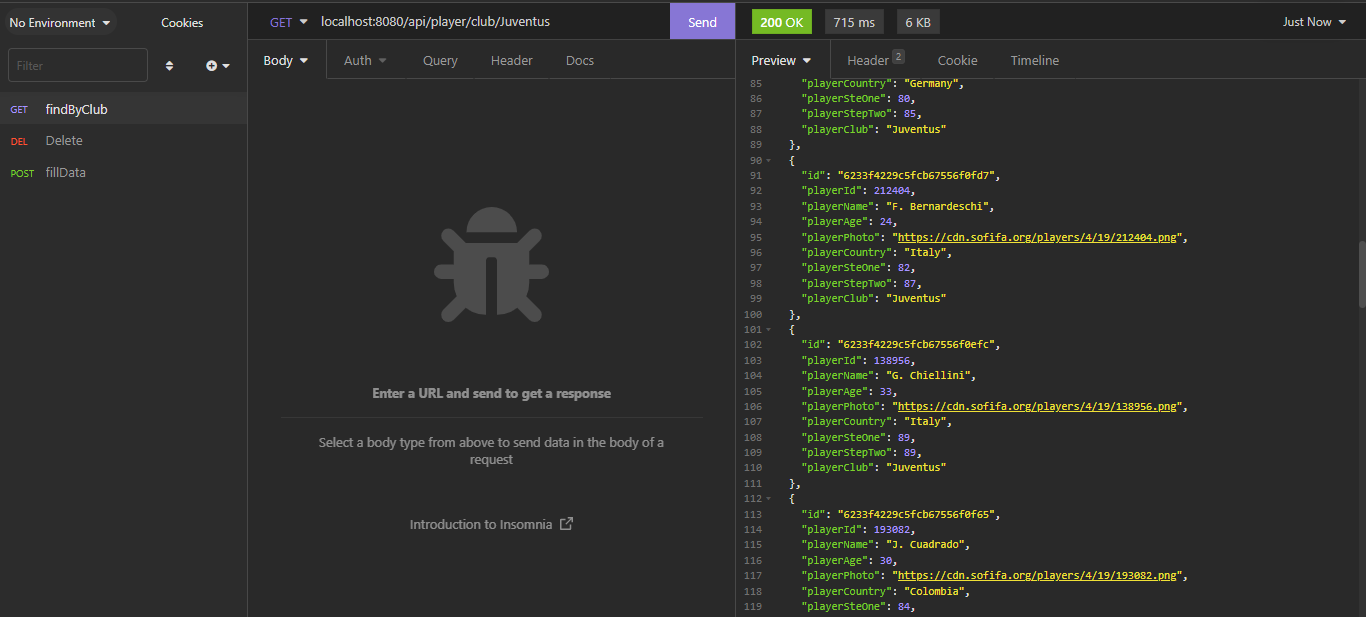 No Environment
Cookies
Filter
GET findByClub
DEL Delete
POST fillData
GET localhost:8080/api/player/club/Juventus
Send
Body
Auth
Query
Header
Docs
Enter a URL and send to get a response
Select a body type from above to send data in the body of a
request
Introduction to Insomnia
200 OK
715 ms
6 KB
Just Now
Preview
Header 2
Cookie
Timeline
85 "playerCountry": "Germany",
86 "playerSteOne": 80,
87 "playerStepTwo": 85,
88 "playerClub": "Juventus"
89 },
90 {
91 "id": "6233f4229c5fcb67556f0fd7",
92 "playerId": 212404,
93 "playerName": "F. Bernardeschi",
94 "playerAge": 24,
95 "playerPhoto": "https://cdn.sofifa.org/players/4/19/212404.png",
96 "playerCountry": "Italy",
97 "playerSteOne": 82,
98 "playerStepTwo": 87,
99 "playerClub": "Juventus"
100 },
101 {
102 "id": "6233f4229c5fcb67556f0efc",
103 "playerId": 138956,
104 "playerName": "G. Chiellini",
105 "playerAge": 33,
106 "playerPhoto": "https://cdn.sofifa.org/players/4/19/138956.png",
107 "playerCountry": "Italy",
108 "playerSteOne": 89,
109 "playerStepTwo": 89,
110 "playerClub": "Juventus"
111 },
112 {
113 "id": "6233f4229c5fcb67556f0f65",
114 "playerId": 193082,
115 "playerName": "J. Cuadrado",
116 "playerAge": 30,
117 "playerPhoto": "https://cdn.sofifa.org/players/4/19/193082.png",
118 "playerCountry": "Colombia",
119 "playerSteOne": 84,